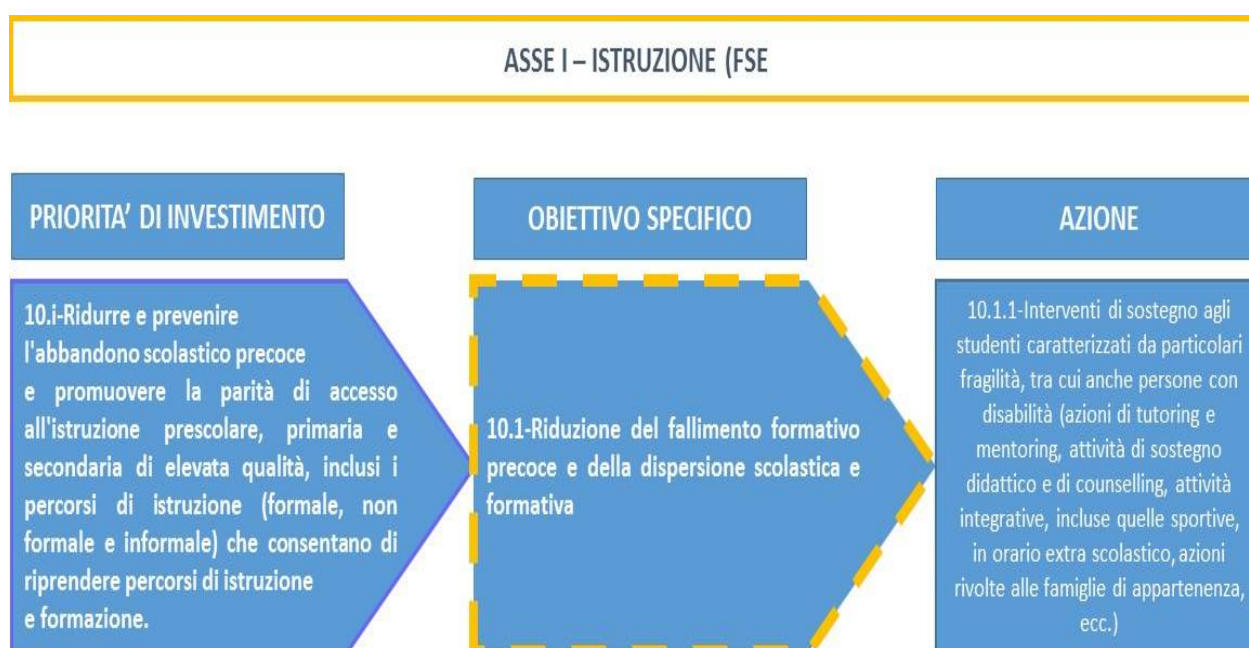 ASSE I – ISTRUZIONE (FSE
PRIORITA' DI INVESTIMENTO
10.i-Ridurre e prevenire
l'abbandono scolastico precoce
e promuovere la parità di accesso
all'istruzione prescolare, primaria e
secondaria di elevata qualità, inclusi i
percorsi di istruzione (formale, non
formale e informale) che consentano di
riprendere percorsi di istruzione
e formazione.
OBIETTIVO SPECIFICO
10.1-Riduzione del fallimento formativo
precoce e della dispersione scolastica e
formativa
AZIONE
10.1.1-Interventi di sostegno agli
studenti caratterizzati da particolari
fragilità, tra cui anche persone con
disabilità (azioni di tutoring e
mentoring, attività di sostegno
didattico e di counselling, attività
integrative, incluse quelle sportive,
in orario extra scolastico, azioni
rivolte alle famiglie di appartenenza,
ecc.)